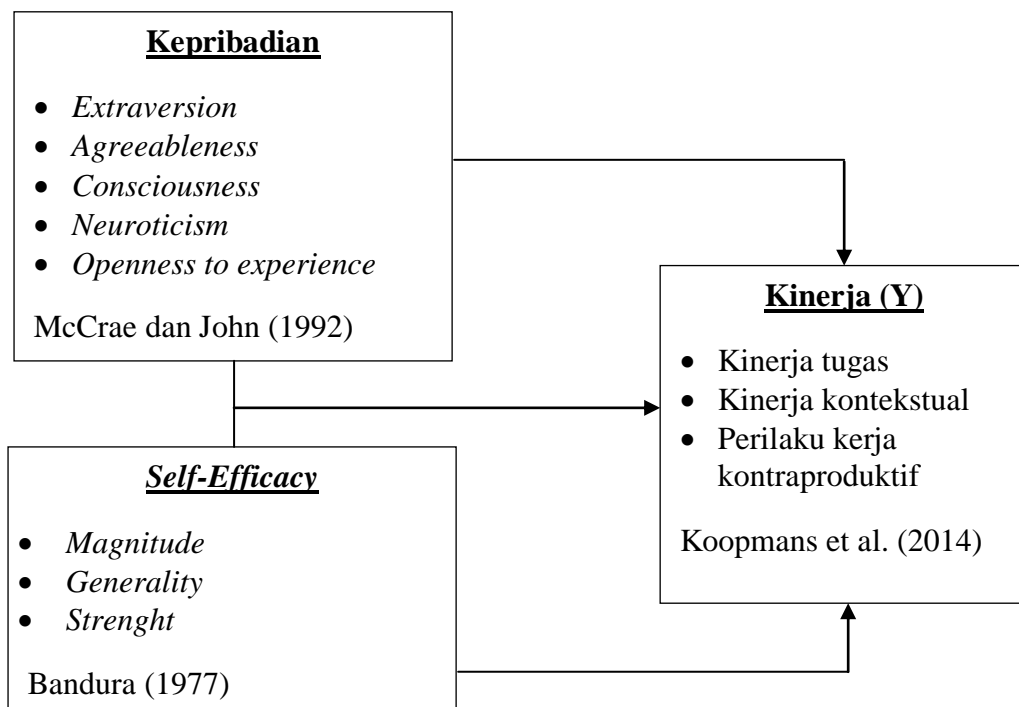 Kepribadian
• Extraversion
• Agreeableness
• Consciousness
• Neuroticism
• Openness to experience
McCrae dan John (1992)
Self-Efficacy
• Magnitude
• Generality
• Strenght
Bandura (1977)
Kinerja (Y)
• Kinerja tugas
• Kinerja kontekstual
• Perilaku kerja
kontraproduktif
Koopmans et al. (2014)